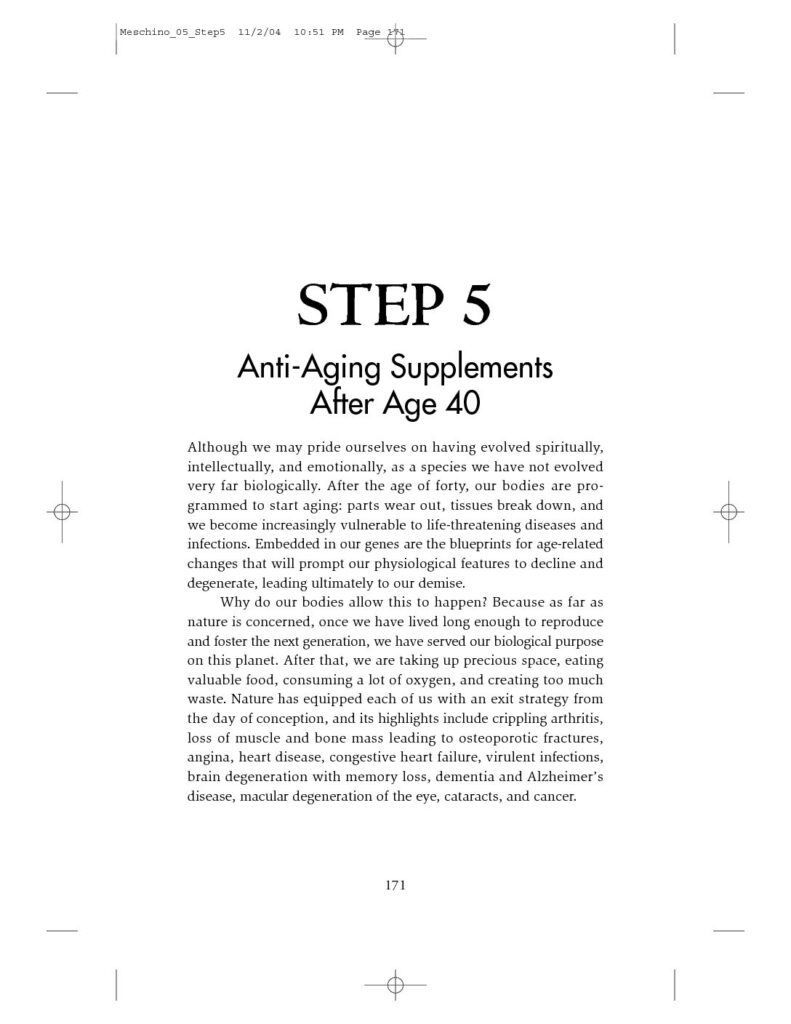 Meschino_05_Step5 11/2/04 10:51 PM Page 171
STEP 5
Anti-Aging Supplements
After Age 40
Although we may pride ourselves on having evolved spiritually,
intellectually, and emotionally, as a species we have not evolved
very far biologically. After the age of forty, our bodies are pro-
grammed to start aging: parts wear out, tissues break down, and
we become increasingly vulnerable to life-threatening diseases and
infections. Embedded in our genes are the blueprints for age-related
changes that will prompt our physiological features to decline and
degenerate, leading ultimately to our demise.
Why do our bodies allow this to happen? Because as far as
nature is concerned, once we have lived long enough to reproduce
and foster the next generation, we have served our biological purpose
on this planet. After that, we are taking up precious space, eating
valuable food, consuming a lot of oxygen, and creating too much
waste. Nature has equipped each of us with an exit strategy from
the day of conception, and its highlights include crippling arthritis,
loss of muscle and bone mass leading to osteoporotic fractures,
angina, heart disease, congestive heart failure, virulent infections,
brain degeneration with memory loss, dementia and Alzheimer’s
disease, macular degeneration of the eye, cataracts, and cancer.
171